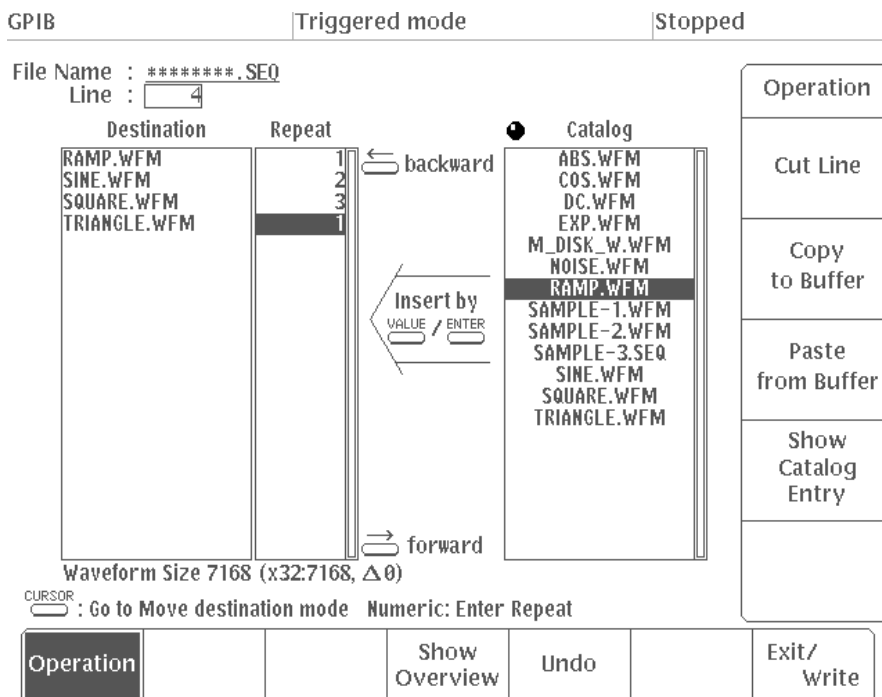 GPIB Triggered mode Stopped
File Name : ********.SEQ
Line : 4
Destination Repeat Catalog
RAMP.WFM 1
SINE.WFM 2
SQUARE.WFM 3
TRIANGLE.WFM 1
← backward
Insert by
VALUE / ENTER
→ forward
ABS.WFM
COS.WFM
DC.WFM
EXP.WFM
M_DISK_W.WFM
NOISE.WFM
RAMP.WFM
SAMPLE-1.WFM
SAMPLE-2.WFM
SAMPLE-3.SEQ
SINE.WFM
SQUARE.WFM
TRIANGLE.WFM
Waveform Size 7168 (x32:7168, Δ0)
CURSOR : Go to Move destination mode Numeric: Enter Repeat
Operation
Cut Line
Copy
to Buffer
Paste
from Buffer
Show
Catalog
Entry
Operation
Show
Overview
Undo
Exit/
Write